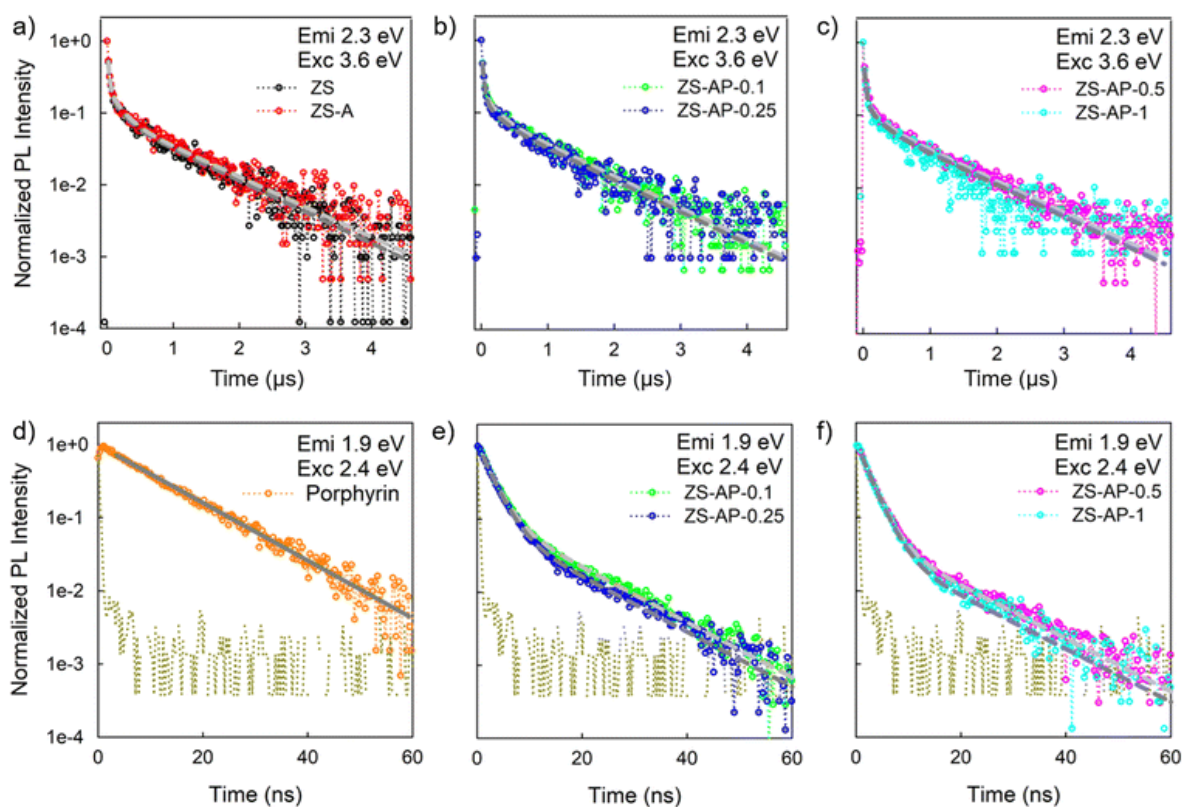 a)
Emi 2.3 eV
Exc 3.6 eV
ZS
ZS-A
1e+0
1e-1
1e-2
1e-3
1e-4
Normalized PL Intensity
0 1 2 3 4
Time (µs)
b)
Emi 2.3 eV
Exc 3.6 eV
ZS-AP-0.1
ZS-AP-0.25
0 1 2 3 4
Time (µs)
c)
Emi 2.3 eV
Exc 3.6 eV
ZS-AP-0.5
ZS-AP-1
0 1 2 3 4
Time (µs)
d)
Emi 1.9 eV
Exc 2.4 eV
Porphyrin
1e+0
1e-1
1e-2
1e-3
1e-4
Normalized PL Intensity
0 20 40 60
Time (ns)
e)
Emi 1.9 eV
Exc 2.4 eV
ZS-AP-0.1
ZS-AP-0.25
0 20 40 60
Time (ns)
f)
Emi 1.9 eV
Exc 2.4 eV
ZS-AP-0.5
ZS-AP-1
0 20 40 60
Time (ns)